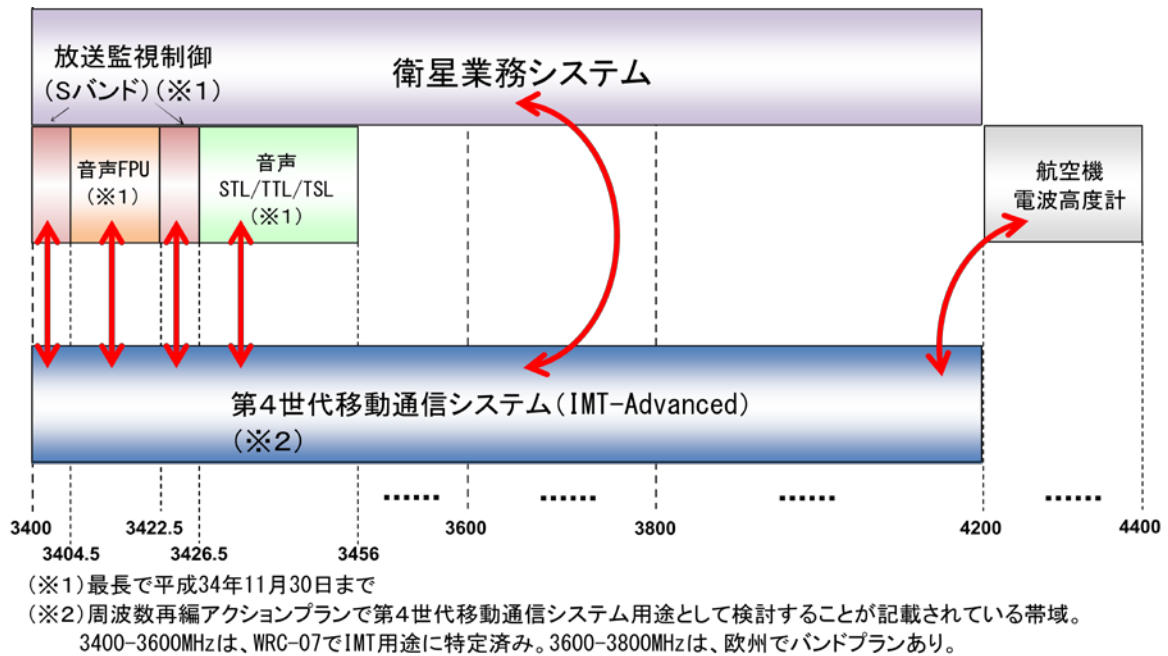 放送監視制御
(Sバンド)(※1)
衛星業務システム
音声FPU
(※1)
音声
STL/TTL/TSL
(※1)
航空機
電波高度計
第4世代移動通信システム(IMT-Advanced)
(※2)
…… …… …… ……
3400 3422.5 3600 3800 4200 4400
3404.5 3426.5 3456
(※1)最長で平成34年11月30日まで
(※2)周波数再編アクションプランで第4世代移動通信システム用途として検討することが記載されている帯域。
3400-3600MHzは、WRC-07でIMT用途に特定済み。3600-3800MHzは、欧州でバンドプランあり。